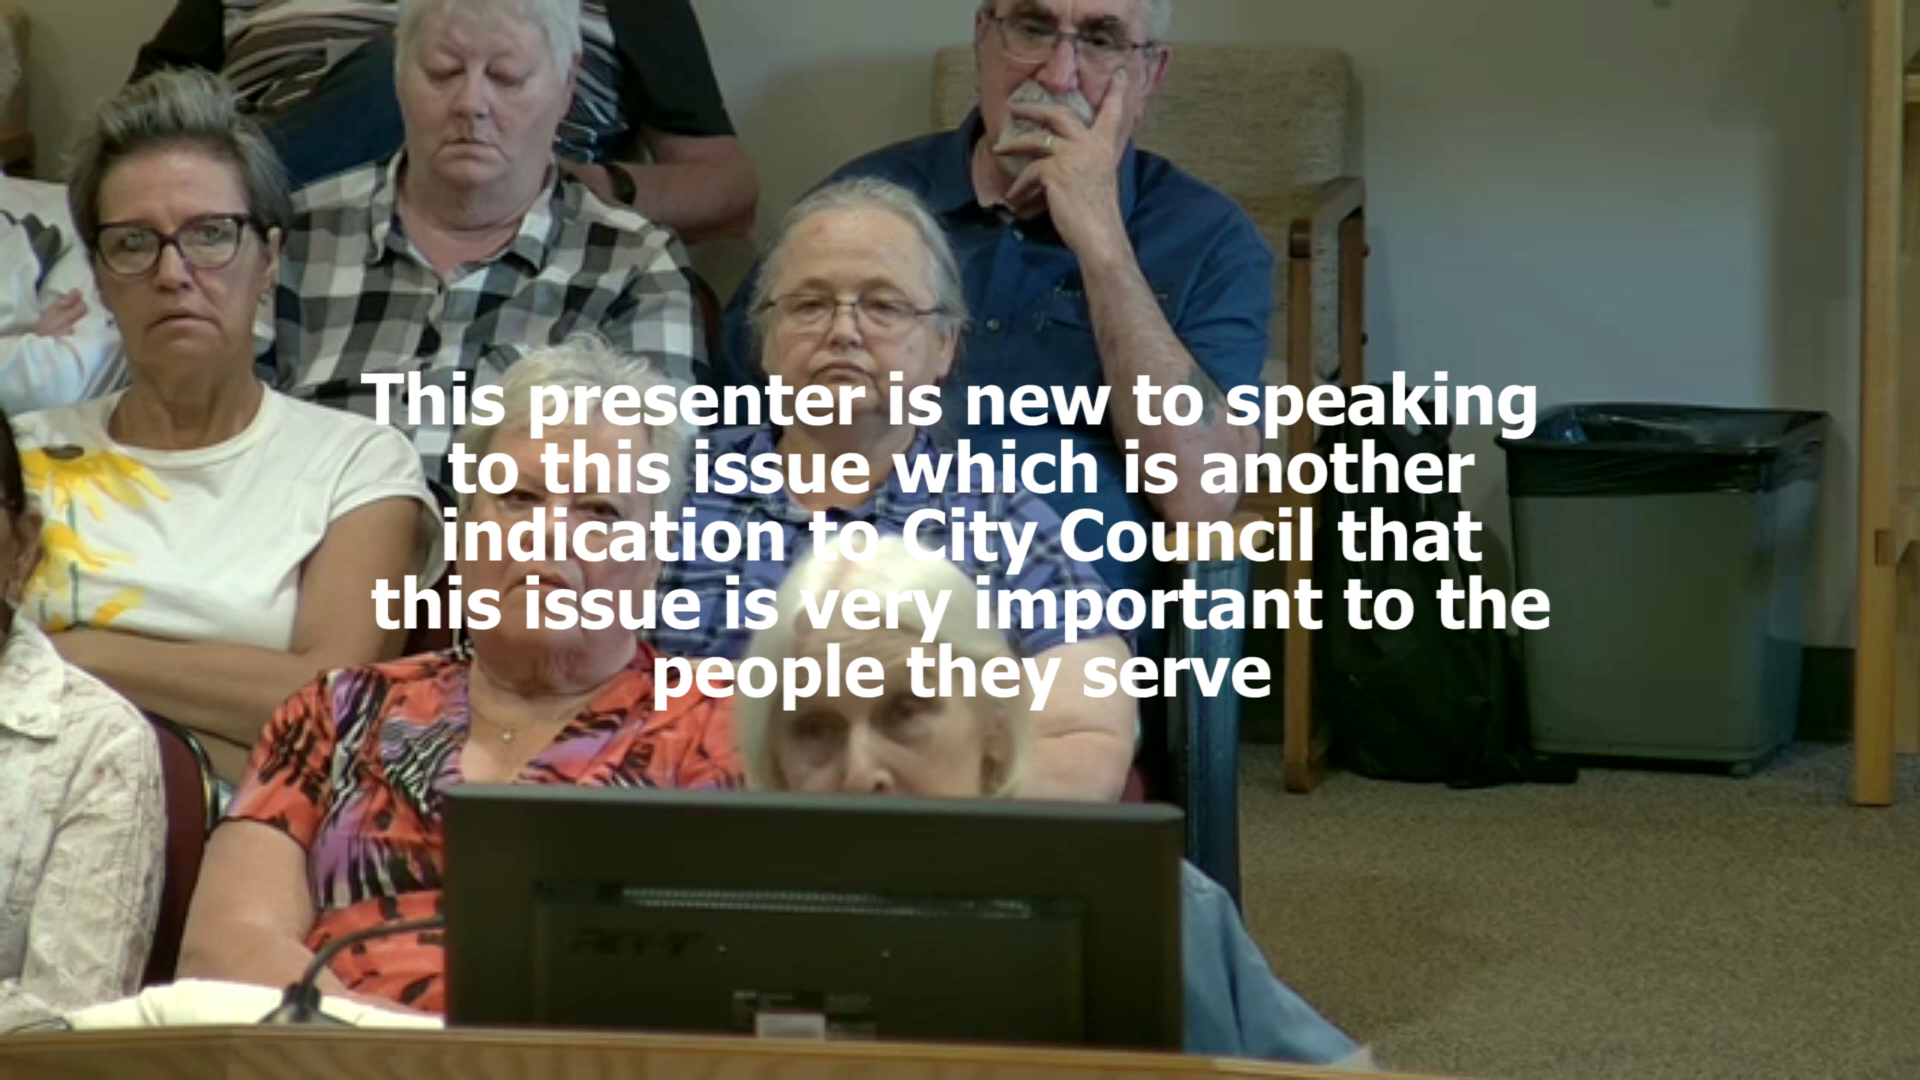 This presenter is new to speaking
to this issue which is another
indication to City Council that
this issue is very important to the
people they serve
acer